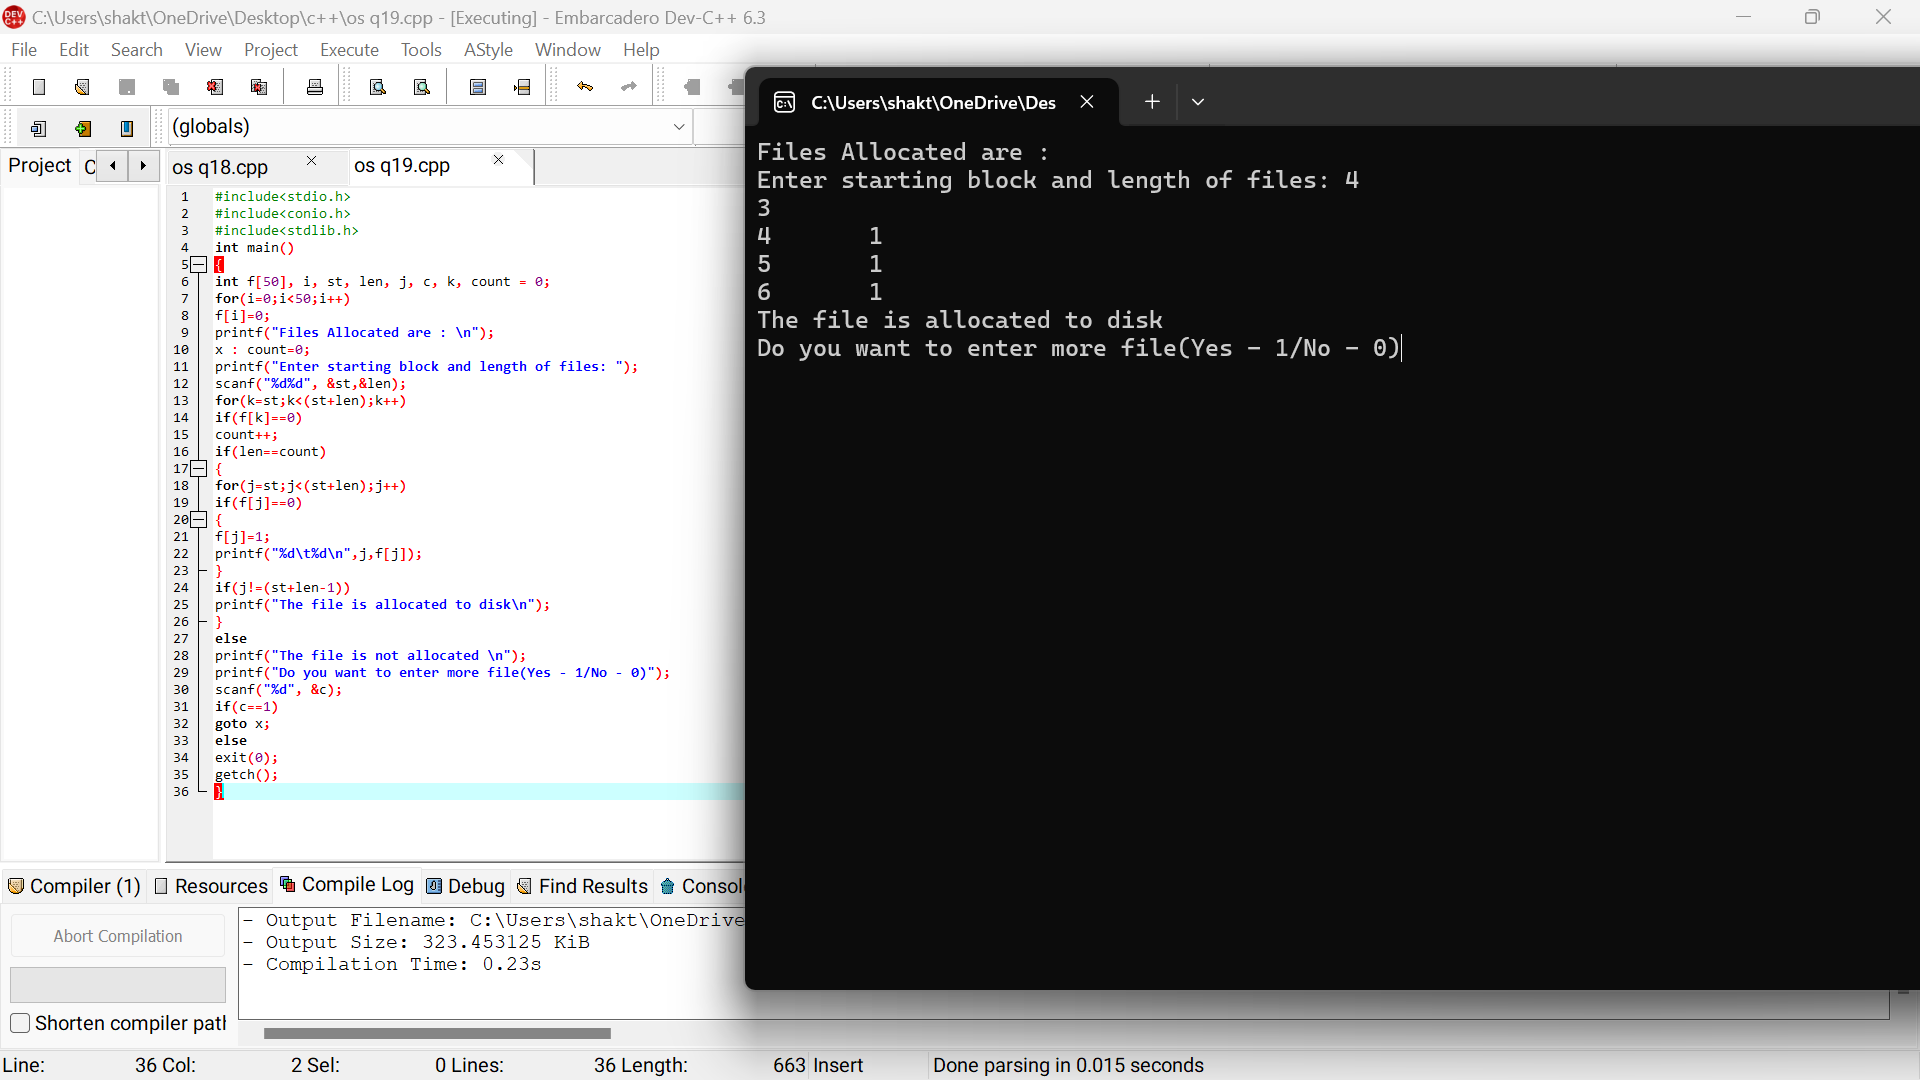 C:\Users\shakt\OneDrive\Desktop\c++\os q19.cpp - [Executing] - Embarcadero Dev-C++ 6.3
File Edit Search View Project Execute Tools AStyle Window Help
(globals)
Project C os q18.cpp os q19.cpp
1 #include<stdio.h>
2 #include<conio.h>
3 #include<stdlib.h>
4 int main()
5 {
6 int f[50], i, st, len, j, c, k, count = 0;
7 for(i=0;i<50;i++)
8 f[i]=0;
9 printf("Files Allocated are : \n");
10 x : count=0;
11 printf("Enter starting block and length of files: ");
12 scanf("%d%d", &st,&len);
13 for(k=st;k<(st+len);k++)
14 if(f[k]==0)
15 count++;
16 if(len==count)
17 {
18 for(j=st;j<(st+len);j++)
19 if(f[j]==0)
20 {
21 f[j]=1;
22 printf("%d\t%d\n",j,f[j]);
23 }
24 if(j!=(st+len-1))
25 printf("The file is allocated to disk\n");
26 }
27 else
28 printf("The file is not allocated \n");
29 printf("Do you want to enter more file(Yes - 1/No - 0)");
30 scanf("%d", &c);
31 if(c==1)
32 goto x;
33 else
34 exit(0);
35 getch();
36 }
C:\Users\shakt\OneDrive\Des
Files Allocated are :
Enter starting block and length of files: 4
3
4 1
5 1
6 1
The file is allocated to disk
Do you want to enter more file(Yes - 1/No - 0)
Compiler (1) Resources Compile Log Debug Find Results Consol
Abort Compilation
Shorten compiler pat
- Output Filename: C:\Users\shakt\OneDrive
- Output Size: 323.453125 KiB
- Compilation Time: 0.23s
Line: 36 Col: 2 Sel: 0 Lines: 36 Length: 663 Insert Done parsing in 0.015 seconds